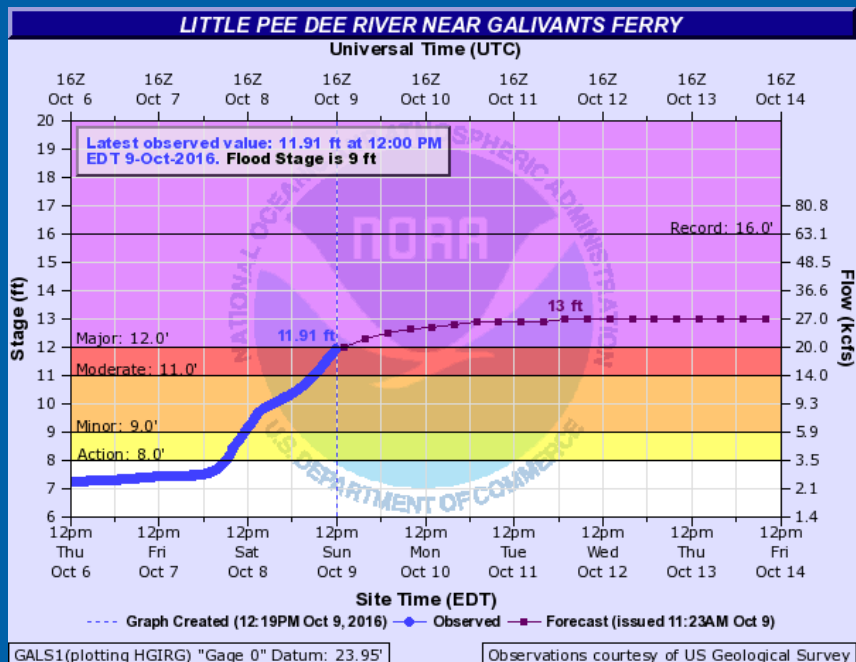 LITTLE PEE DEE RIVER NEAR GALIVANTS FERRY
Universal Time (UTC)
16Z 16Z 16Z 16Z 16Z 16Z 16Z 16Z 16Z
Oct 6 Oct 7 Oct 8 Oct 9 Oct 10 Oct 11 Oct 12 Oct 13 Oct 14
Latest observed value: 11.91 ft at 12:00 PM
EDT 9-Oct-2016. Flood Stage is 9 ft
NATIONAL OCEANIC AND ATMOSPHERIC ADMINISTRATION
NOAA
U.S. DEPARTMENT OF COMMERCE
Stage (ft)
20
19
18
17
16
15
14
13
12
11
10
9
8
7
6
Record: 16.0'
13 ft
11.91 ft
Major: 12.0'
Moderate: 11.0'
Minor: 9.0'
Action: 8.0'
80.8
63.1
48.5
36.6
27.0
20.0
14.0
9.3
5.9
3.5
2.1
1.4
Flow (kcfs)
12pm 12pm 12pm 12pm 12pm 12pm 12pm 12pm 12pm
Thu Fri Sat Sun Mon Tue Wed Thu Fri
Oct 6 Oct 7 Oct 8 Oct 9 Oct 10 Oct 11 Oct 12 Oct 13 Oct 14
Site Time (EDT)
Graph Created (12:19PM Oct 9, 2016) Observed Forecast (issued 11:23AM Oct 9)
GALS1(plotting HGIRG) "Gage 0" Datum: 23.95'
Observations courtesy of US Geological Survey